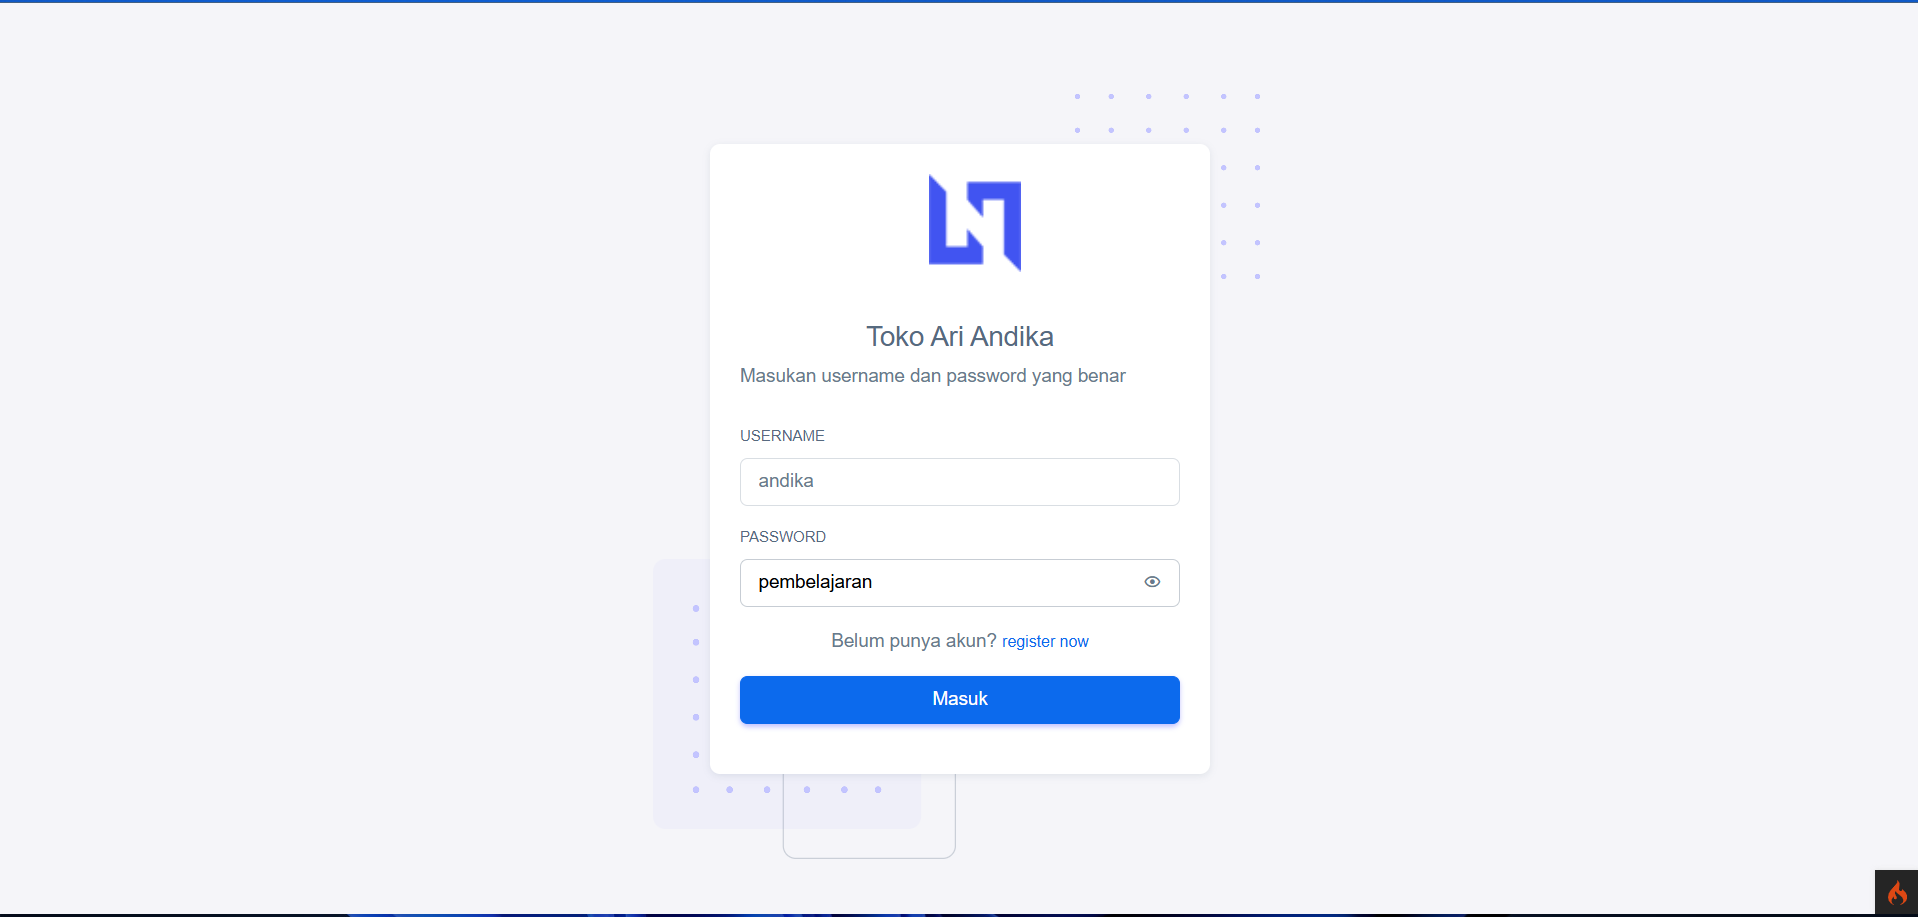 Toko Ari Andika
Masukan username dan password yang benar
USERNAME
andika
PASSWORD
pembelajaran
Belum punya akun? register now
Masuk